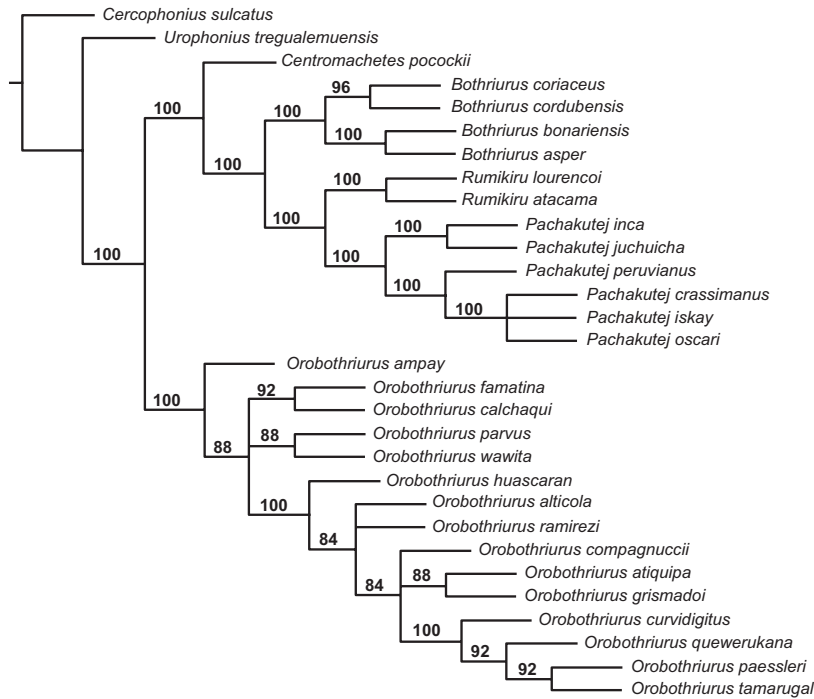 Cercophonius sulcatus
Urophonius tregualemuensis
Centromachetes pocockii
100
96
Bothriurus coriaceus
Bothriurus cordubensis
100
100
Bothriurus bonariensis
Bothriurus asper
100
100
Rumikiru lourencoi
Rumikiru atacama
100
100
Pachakutej inca
Pachakutej juchuicha
100
100
Pachakutej peruvianus
100
100
Pachakutej crassimanus
Pachakutej iskay
Pachakutej oscari
Orobothriurus ampay
100
92
Orobothriurus famatina
Orobothriurus calchaqui
88
88
Orobothriurus parvus
Orobothriurus wawita
Orobothriurus huascaran
100
Orobothriurus alticola
Orobothriurus ramirezi
84
Orobothriurus compagnuccii
84
88
Orobothriurus atiquipa
Orobothriurus grismadoi
Orobothriurus curvidigitus
100
Orobothriurus quewerukana
92
92
Orobothriurus paessleri
Orobothriurus tamarugal